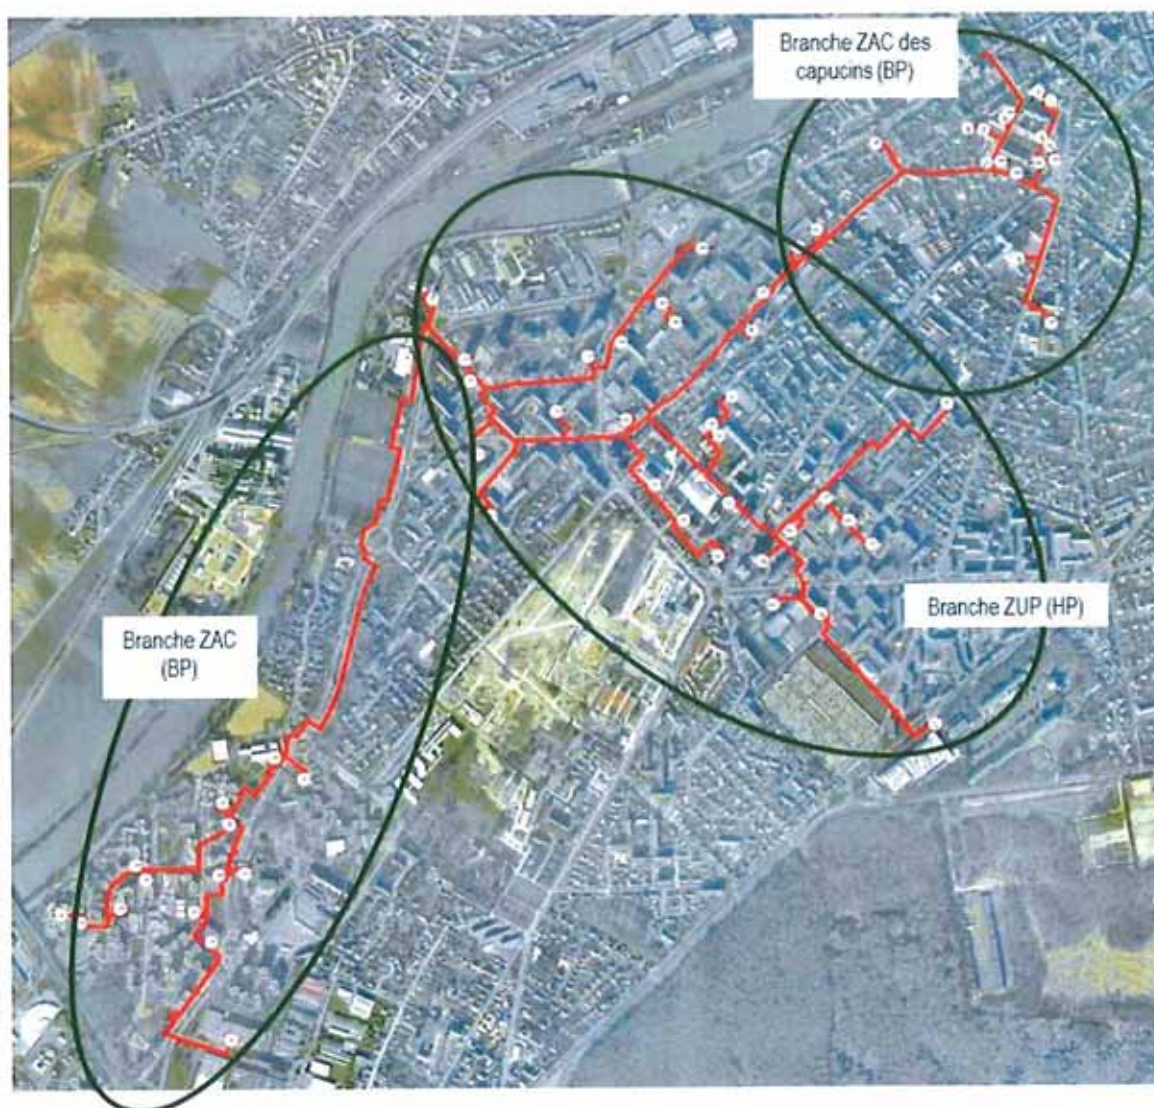 Branche ZAC des
capucins (BP)
Branche ZUP (HP)
Branche ZAC
(BP)